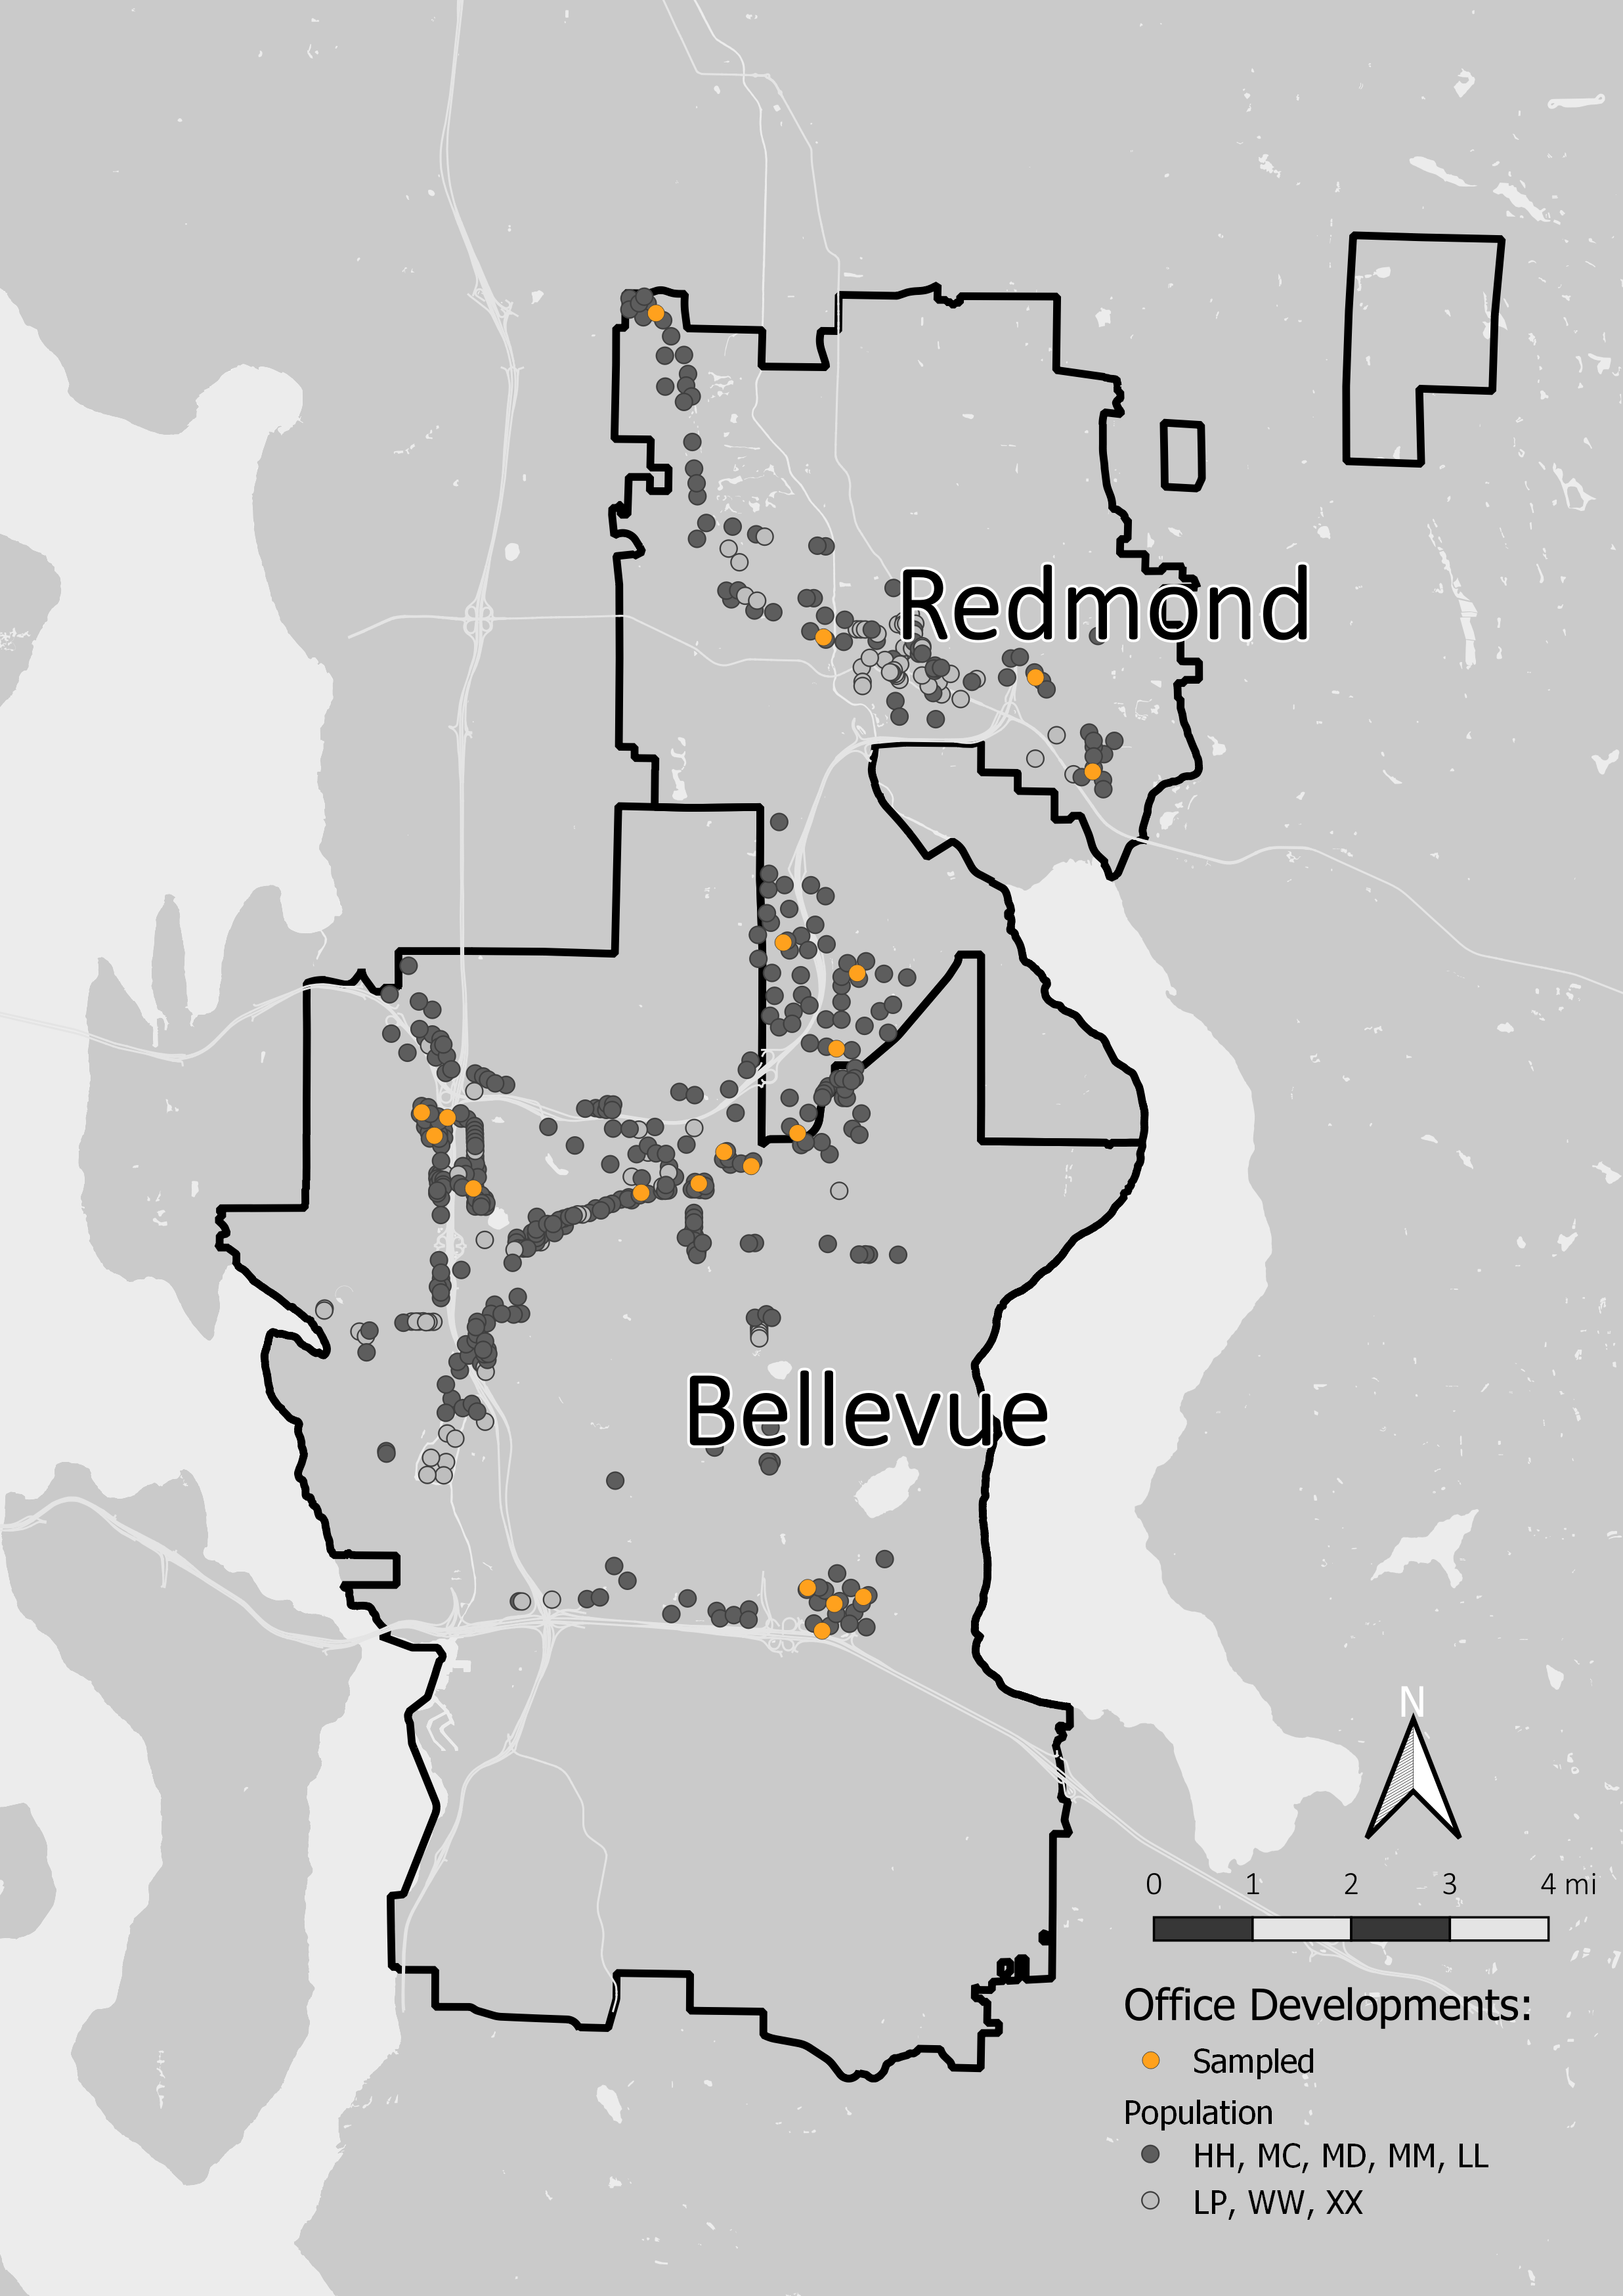 Redmond
Bellevue
N
0 1 2 3 4 mi
Office Developments:
Sampled
Population
HH, MC, MD, MM, LL
LP, WW, XX